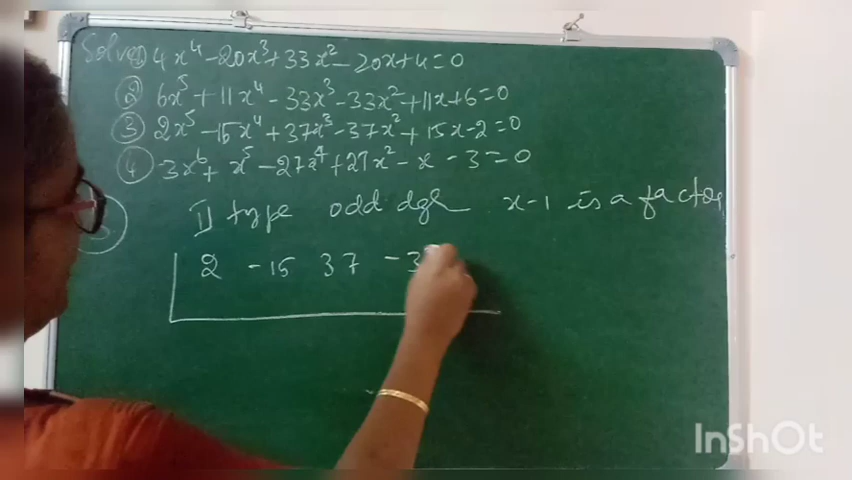 Solve ① 4x⁴ - 20x³ + 33x² - 20x + 4 = 0
② 6x⁵ + 11x⁴ - 33x³ - 33x² + 11x + 6 = 0
③ 2x⁵ - 15x⁴ + 37x³ - 37x² + 15x - 2 = 0
④ 3x⁶ + x⁵ - 27x⁴ + 27x² - x - 3 = 0
③ II type odd dgh x-1 is a factor
2 -15 37 -3
InShOt